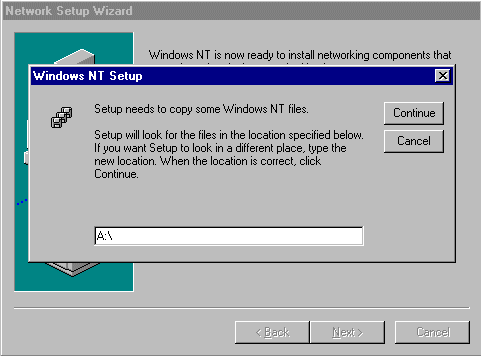 Network Setup Wizard
Windows NT is now ready to install networking components that
Windows NT Setup
Setup needs to copy some Windows NT files.
Continue
Setup will look for the files in the location specified below.
If you want Setup to look in a different place, type the
new location. When the location is correct, click
Continue.
Cancel
A:\
< Back
Next >
Cancel